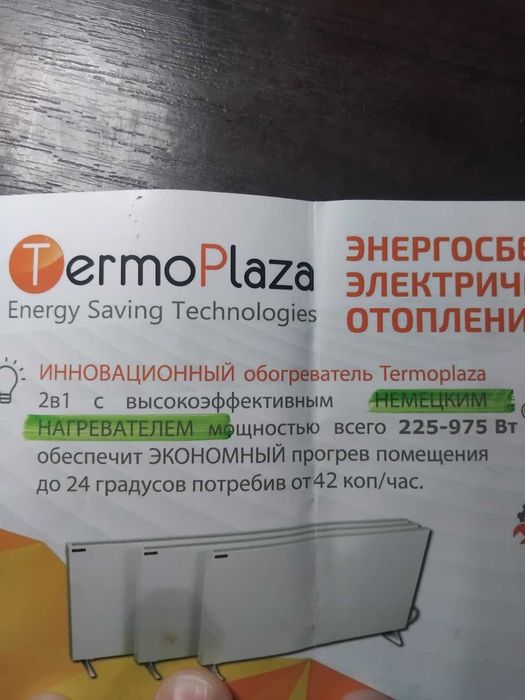 TermoPlaza
Energy Saving Technologies
ЭНЕРГОСБЕ
ЭЛЕКТРИЧ
ОТОПЛЕНИ
ИННОВАЦИОННЫЙ обогреватель Termoplaza
2в1 с высокоэффективным НЕМЕЦКИМ
НАГРЕВАТЕЛЕМ мощностью всего 225-975 Вт
обеспечит ЭКОНОМНЫЙ прогрев помещения
до 24 градусов потребив от 42 коп/час.